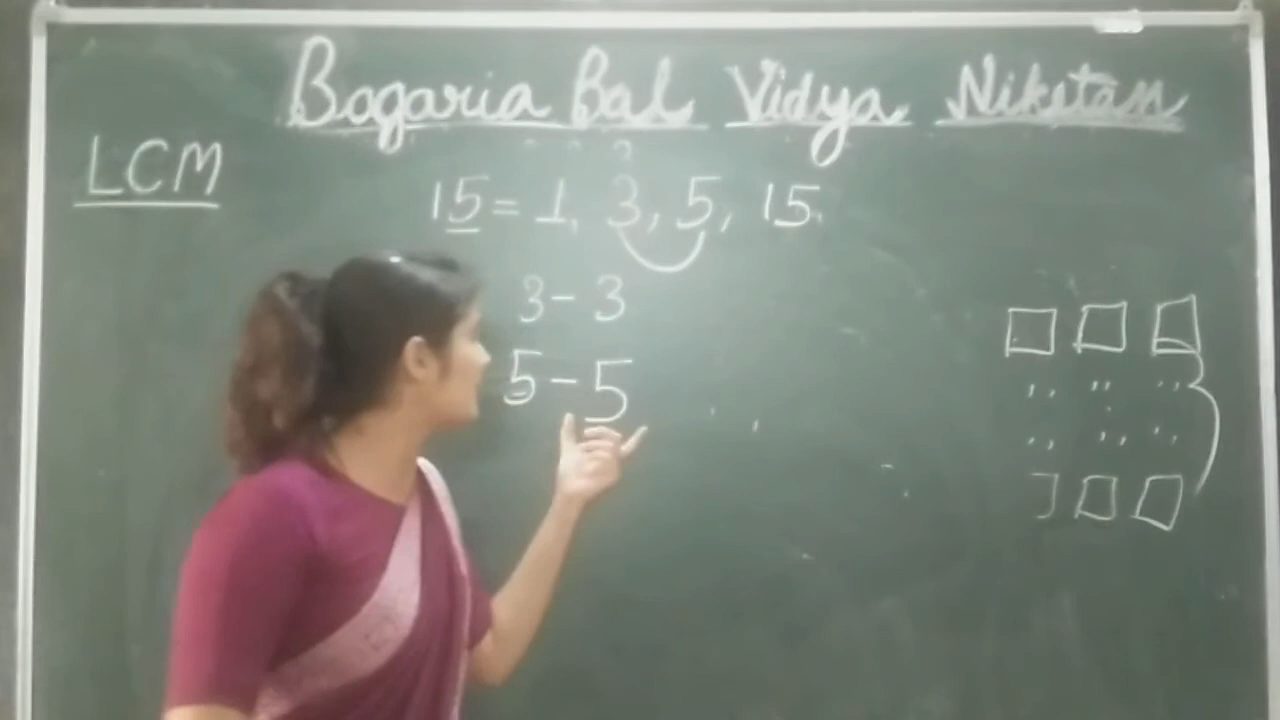 Bagaria Bal Vidya Niketan
LCM
15 = 1, 3, 5, 15.
3 - 3
5 - 5